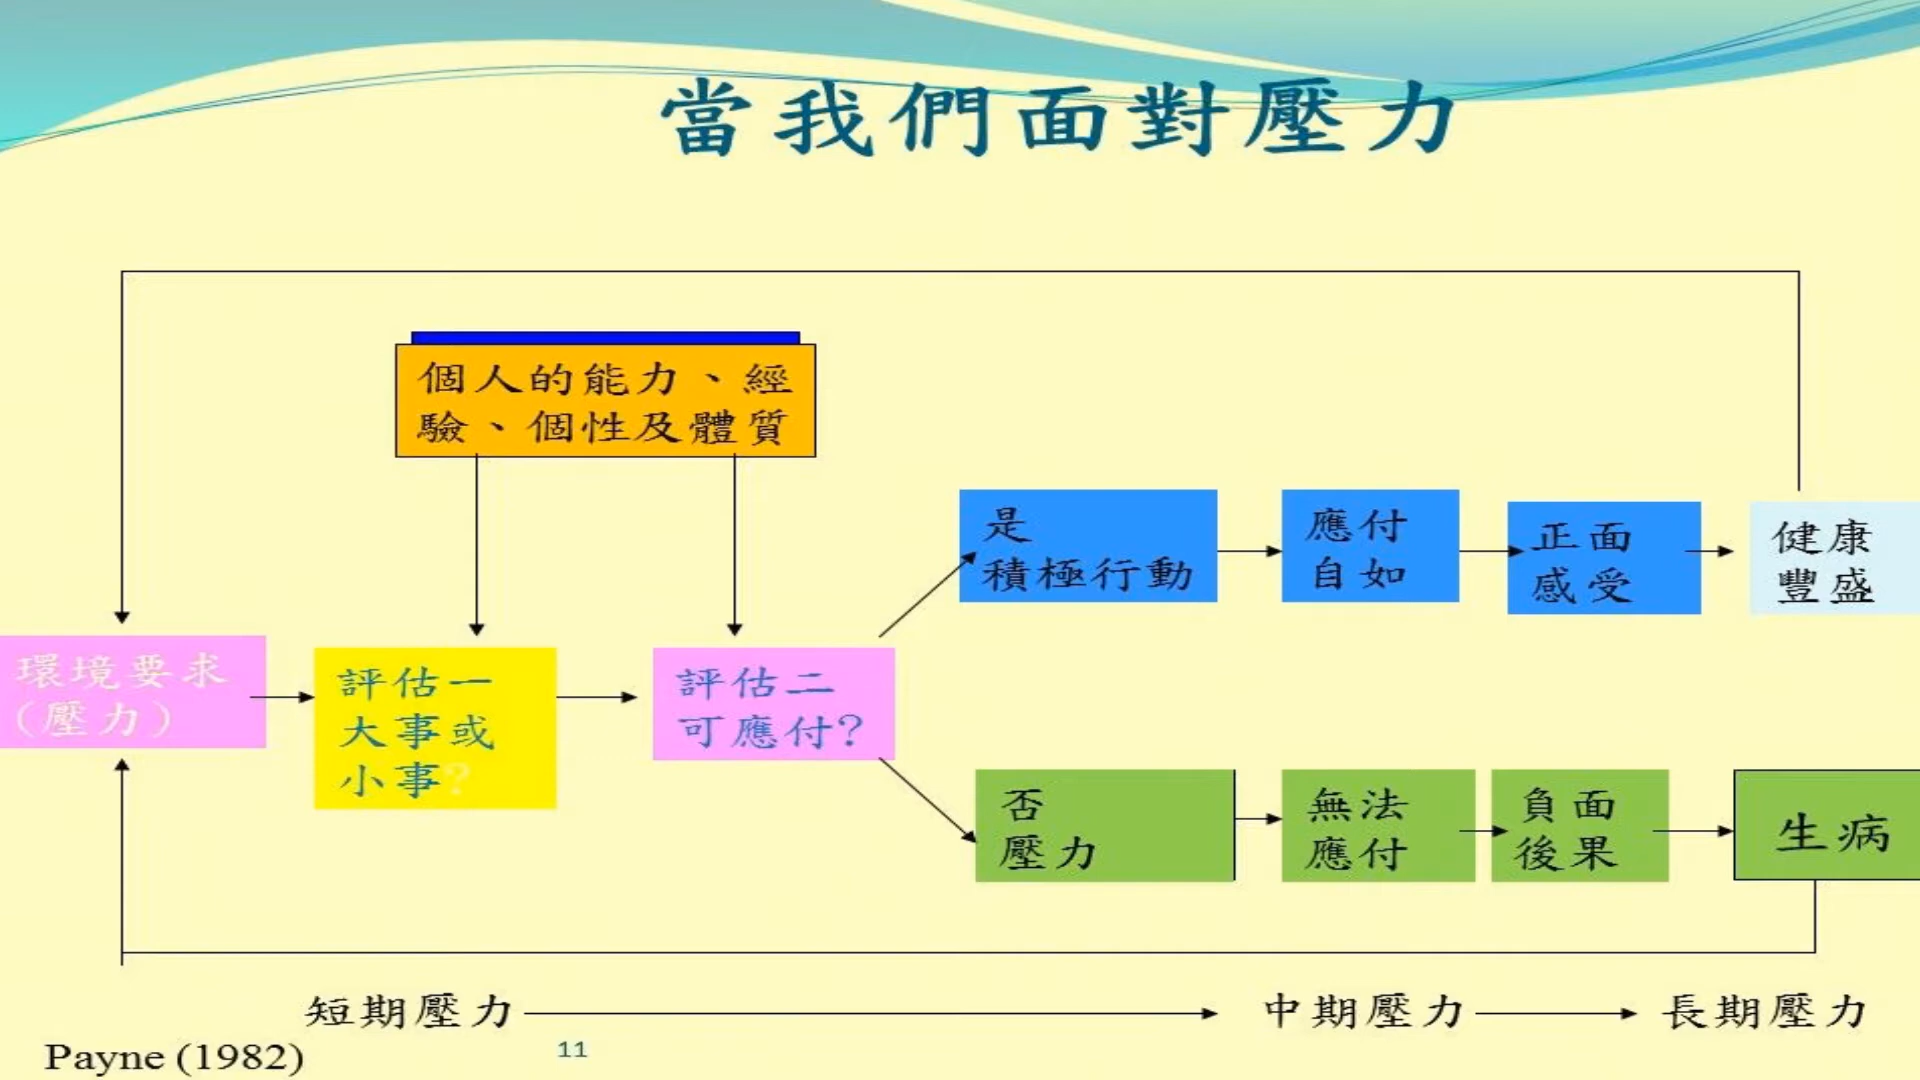 當我們面對壓力
個人的能力、經
驗、個性及體質
是
積極行動
應付
自如
正面
感受
健康
豐盛
環境要求
(壓力)
評估一
大事或
小事?
評估二
可應付?
否
壓力
無法
應付
負面
後果
生病
短期壓力
中期壓力
長期壓力
Payne (1982)
11